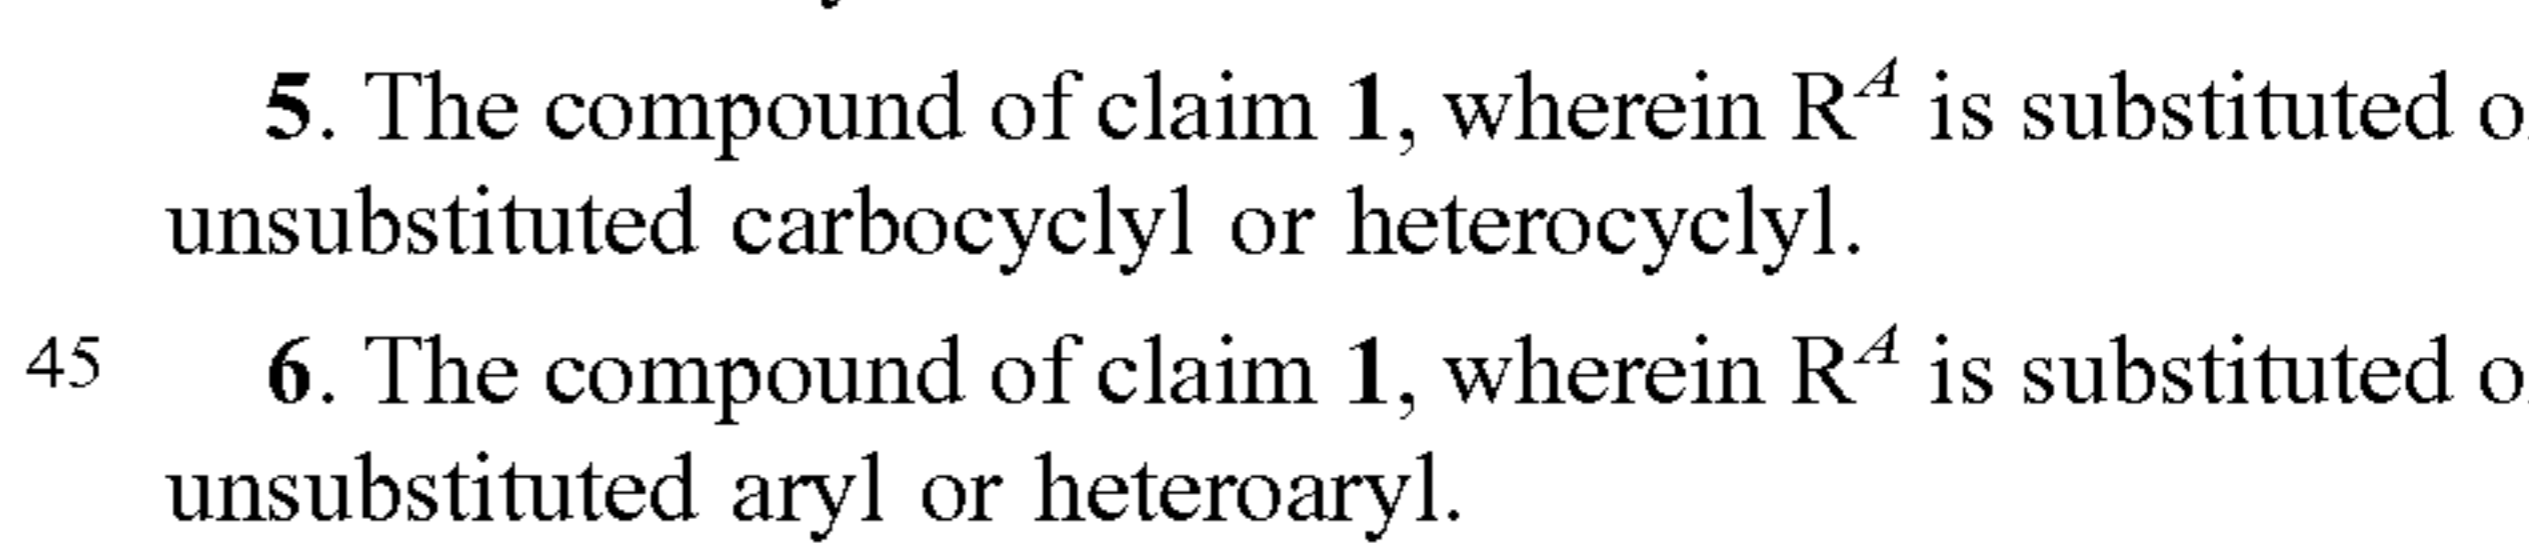 5. The compound of claim 1, wherein R^A is substituted
unsubstituted carbocyclyl or heterocyclyl.
45 6. The compound of claim 1, wherein R^A is substituted
unsubstituted aryl or heteroaryl.